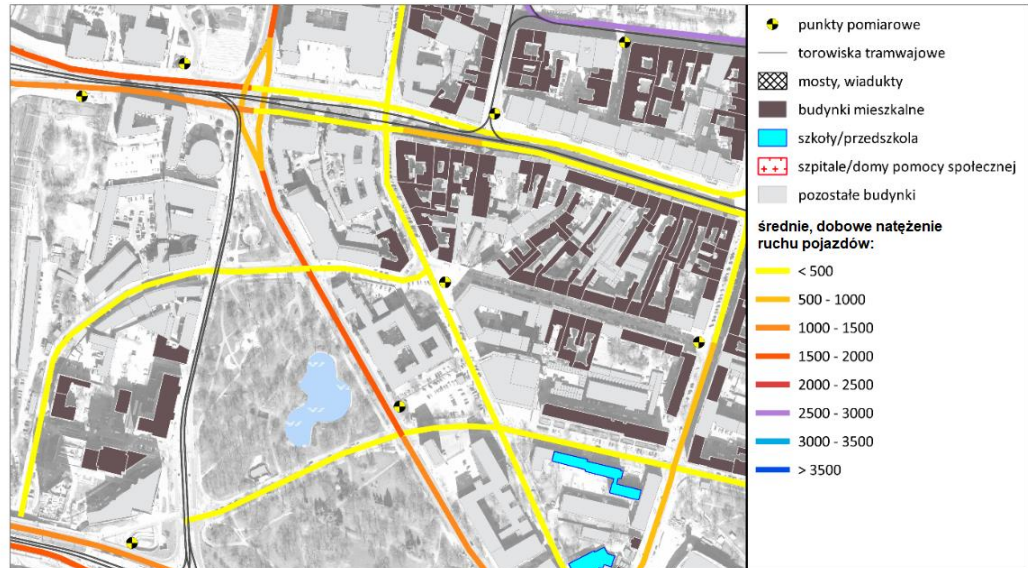 punkty pomiarowe
torowiska tramwajowe
mosty, wiadukty
budynki mieszkalne
szkoły/przedszkola
szpitale/domy pomocy społecznej
pozostałe budynki
średnie, dobowe natężenie
ruchu pojazdów:
< 500
500 - 1000
1000 - 1500
1500 - 2000
2000 - 2500
2500 - 3000
3000 - 3500
> 3500